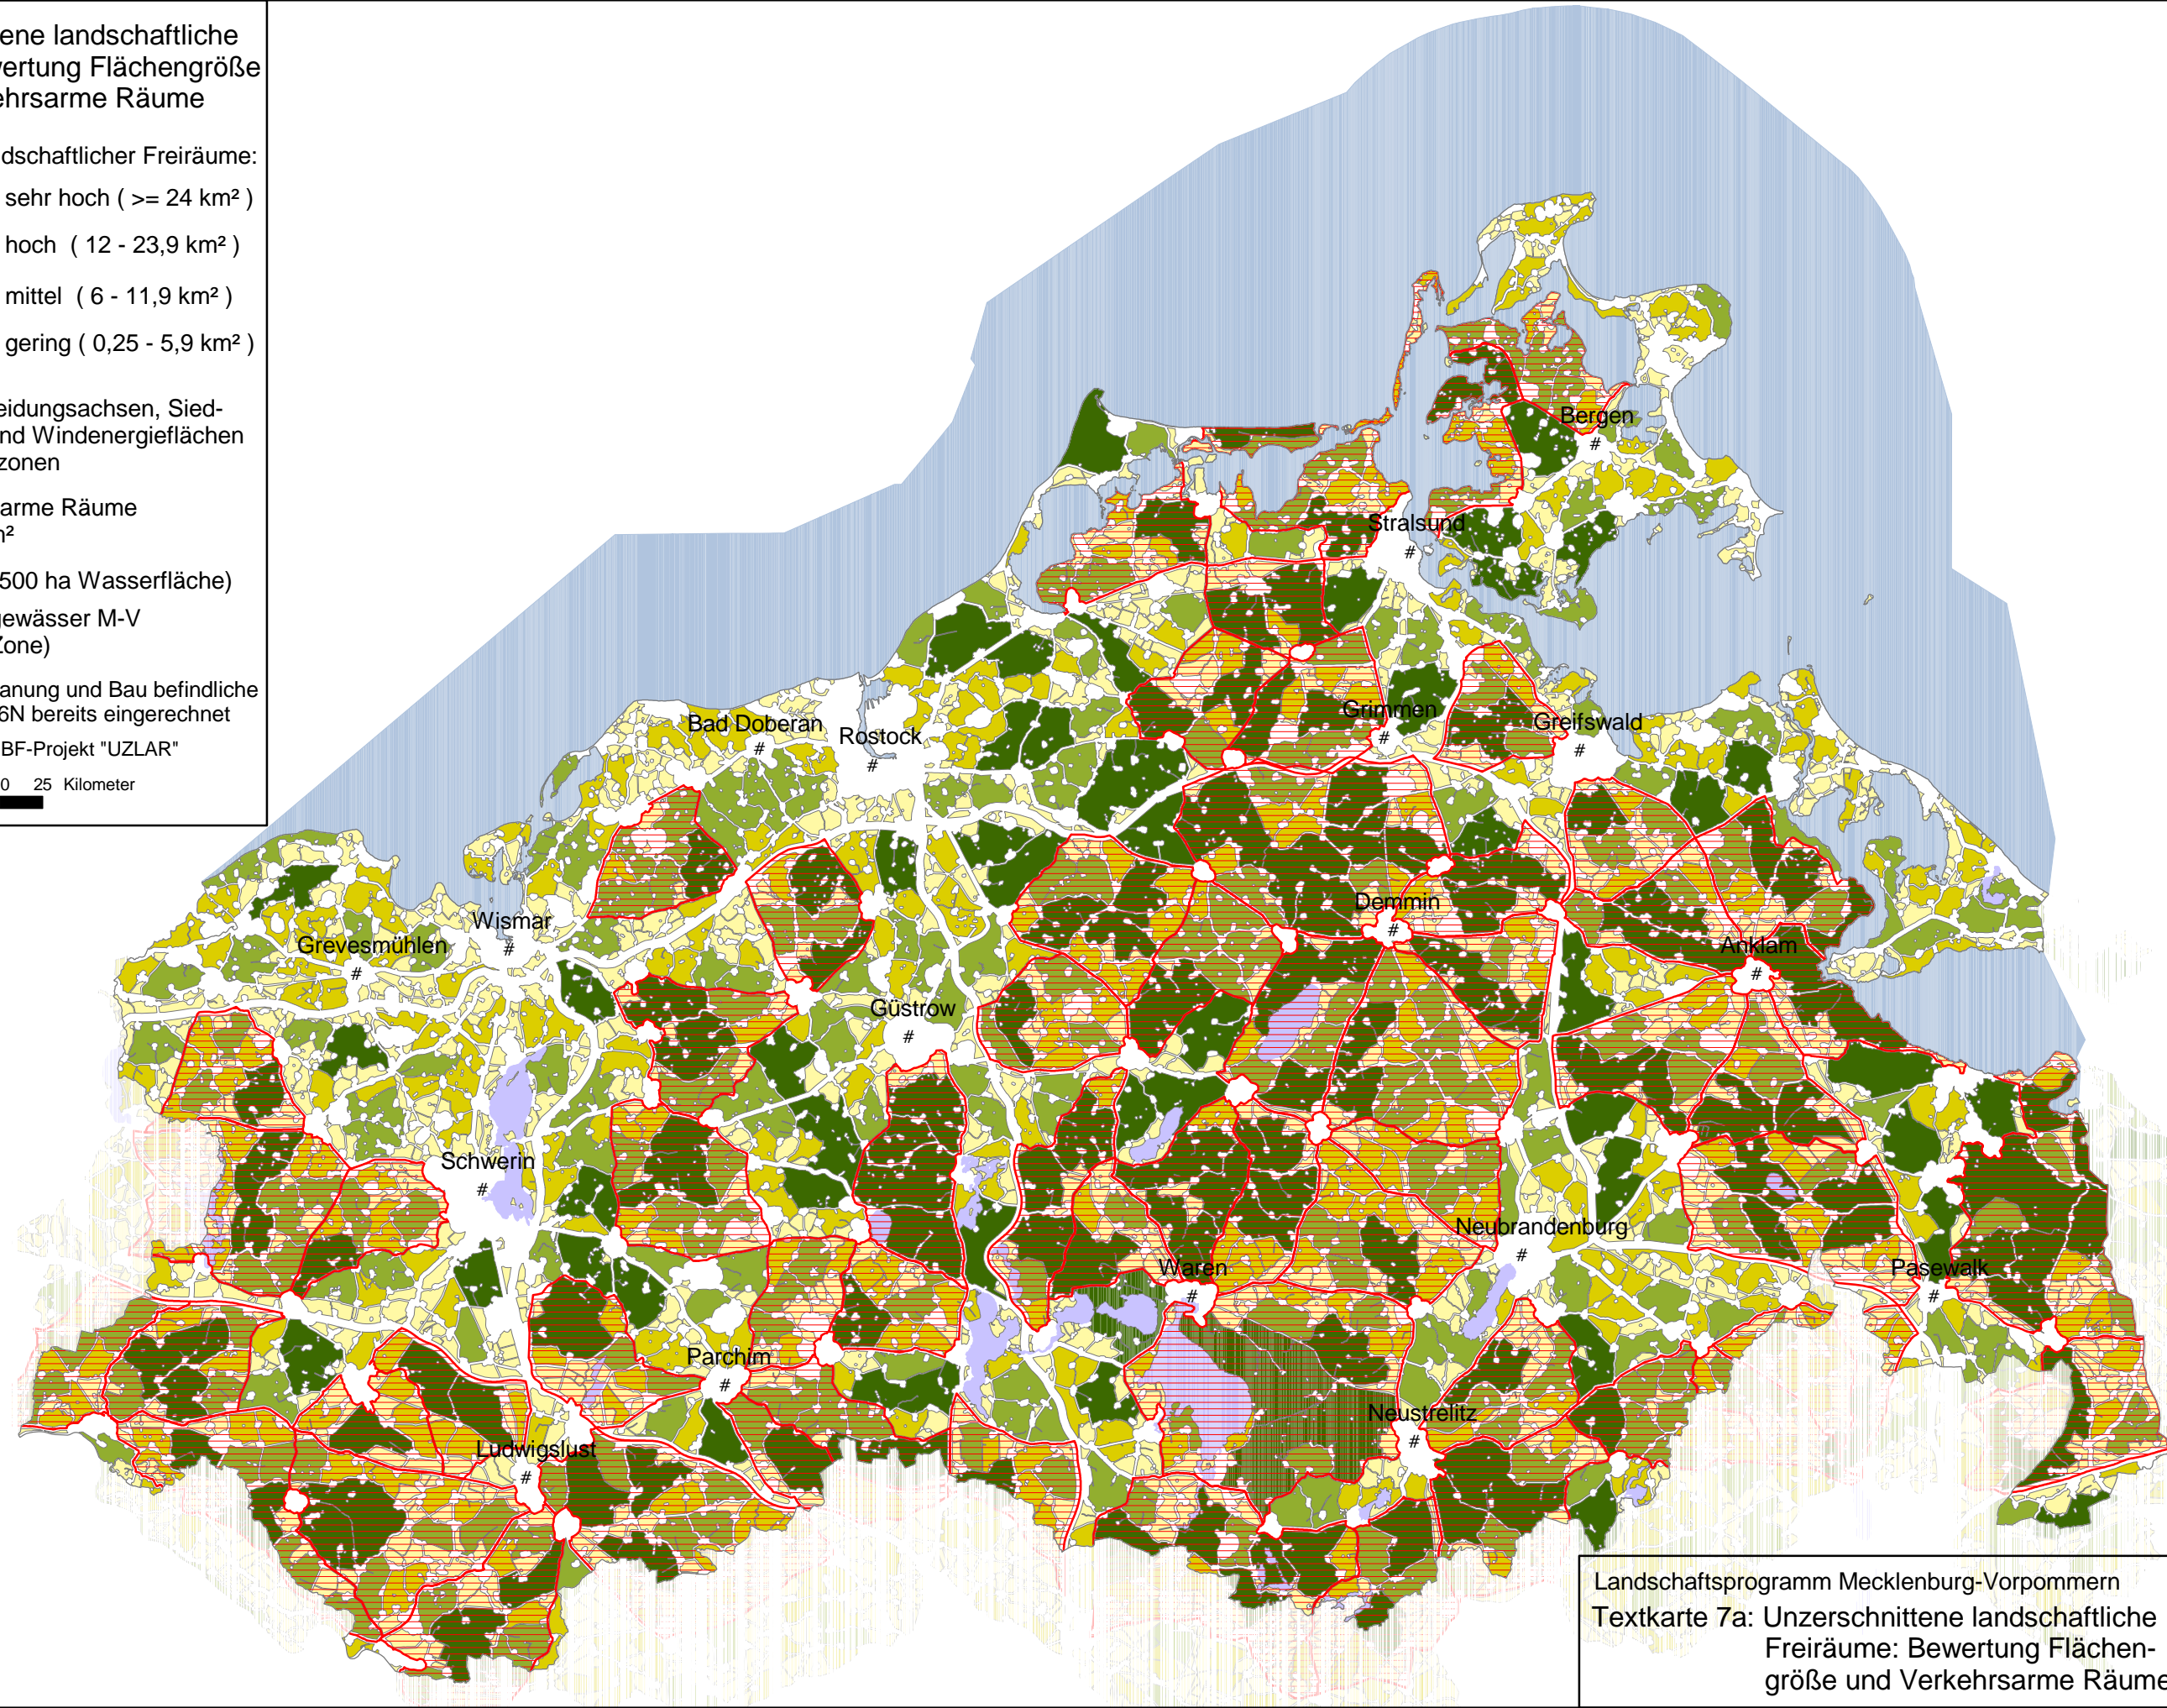 ene landschaftliche
ertung Flächengröße
ehrsarme Räume
dschaftlicher Freiräume:
sehr hoch ( >= 24 km² )
hoch ( 12 - 23,9 km² )
mittel ( 6 - 11,9 km² )
gering ( 0,25 - 5,9 km² )
eidungsachsen, Sied-
nd Windenergieflächen
zonen
arme Räume
m²
500 ha Wasserfläche)
gewässer M-V
Zone)
anung und Bau befindliche
6N bereits eingerechnet
BF-Projekt "UZLAR"
0 25 Kilometer
Bergen
#
Stralsund
#
Grimmen
#
Greifswald
#
Bad Doberan
#
Rostock
#
Demmin
#
Wismar
#
Grevesmühlen
#
Anklam
#
Güstrow
#
Schwerin
#
Neubrandenburg
#
Waren
#
Pasewalk
#
Parchim
#
Neustrelitz
#
Ludwigslust
#
Landschaftsprogramm Mecklenburg-Vorpommern
Textkarte 7a: Unzerschnittene landschaftliche
Freiräume: Bewertung Flächen-
größe und Verkehrsarme Räume